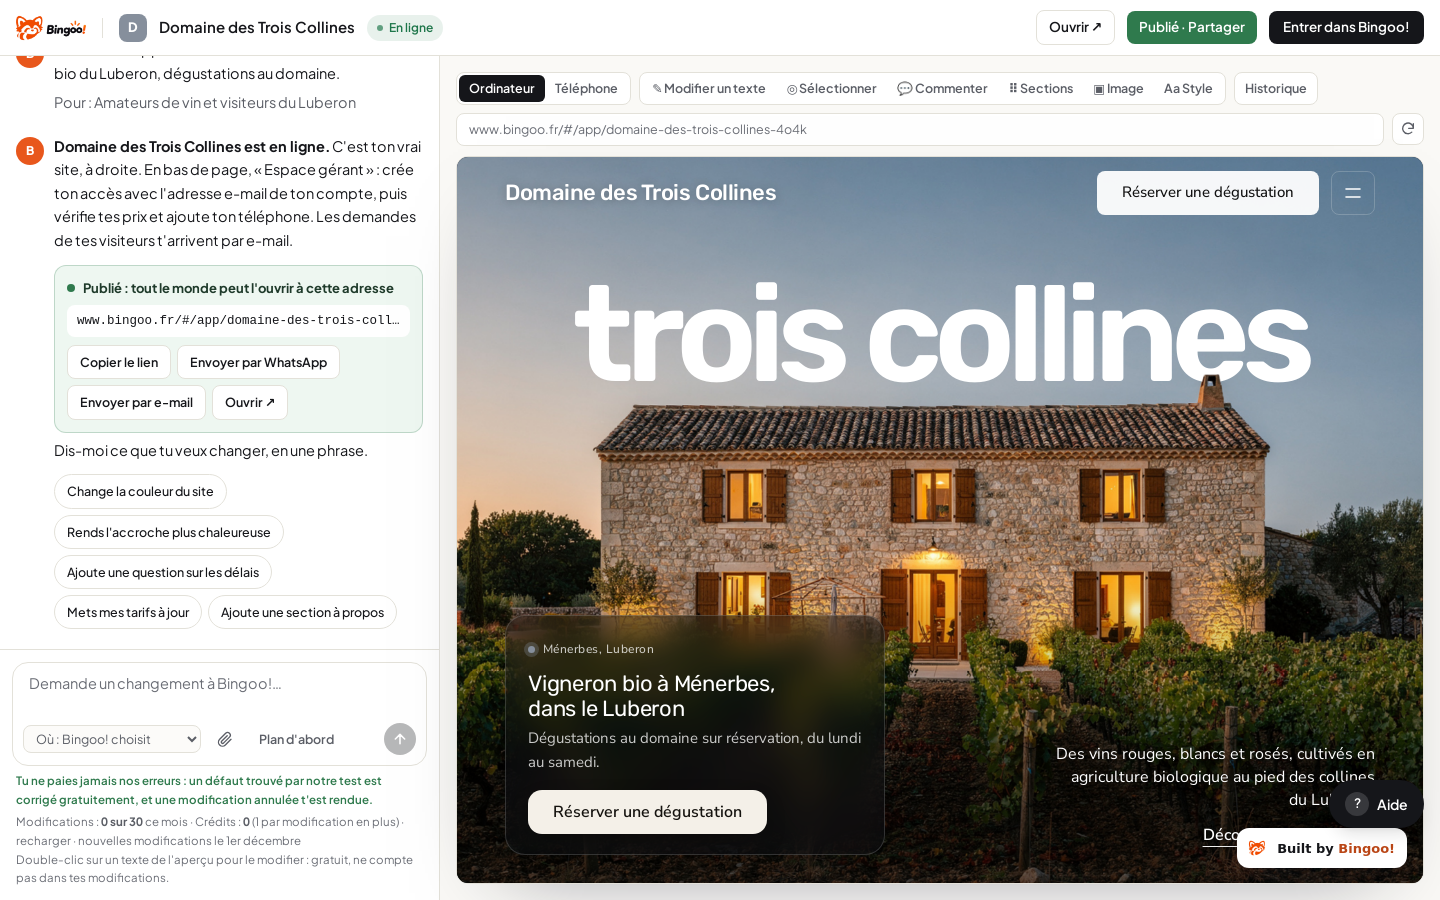 Bingoo!
D
Domaine des Trois Collines
En ligne
Ouvrir ↗
Publié · Partager
Entrer dans Bingoo!
bio du Luberon, dégustations au domaine.
Pour : Amateurs de vin et visiteurs du Luberon
B
Domaine des Trois Collines est en ligne. C'est ton vrai
site, à droite. En bas de page, « Espace gérant » : crée
ton accès avec l'adresse e-mail de ton compte, puis
vérifie tes prix et ajoute ton téléphone. Les demandes
de tes visiteurs t'arrivent par e-mail.
Publié : tout le monde peut l'ouvrir à cette adresse
www.bingoo.fr/#/app/domaine-des-trois-coll…
Copier le lien
Envoyer par WhatsApp
Envoyer par e-mail
Ouvrir ↗
Dis-moi ce que tu veux changer, en une phrase.
Change la couleur du site
Rends l'accroche plus chaleureuse
Ajoute une question sur les délais
Mets mes tarifs à jour
Ajoute une section à propos
Demande un changement à Bingoo!…
Où : Bingoo! choisit
Plan d'abord
Tu ne paies jamais nos erreurs : un défaut trouvé par notre test est
corrigé gratuitement, et une modification annulée t'est rendue.
Modifications : 0 sur 30 ce mois · Crédits : 0 (1 par modification en plus) ·
recharger · nouvelles modifications le 1er décembre
Double-clic sur un texte de l'aperçu pour le modifier : gratuit, ne compte
pas dans tes modifications.
Ordinateur
Téléphone
✎ Modifier un texte
◎ Sélectionner
💬 Commenter
⠿ Sections
▣ Image
Aa Style
Historique
www.bingoo.fr/#/app/domaine-des-trois-collines-4o4k
Domaine des Trois Collines
Réserver une dégustation
trois collines
Ménerbes, Luberon
Vigneron bio à Ménerbes,
dans le Luberon
Dégustations au domaine sur réservation, du lundi
au samedi.
Réserver une dégustation
Des vins rouges, blancs et rosés, cultivés en
agriculture biologique au pied des collines
du
? Aide
Built by Bingoo!